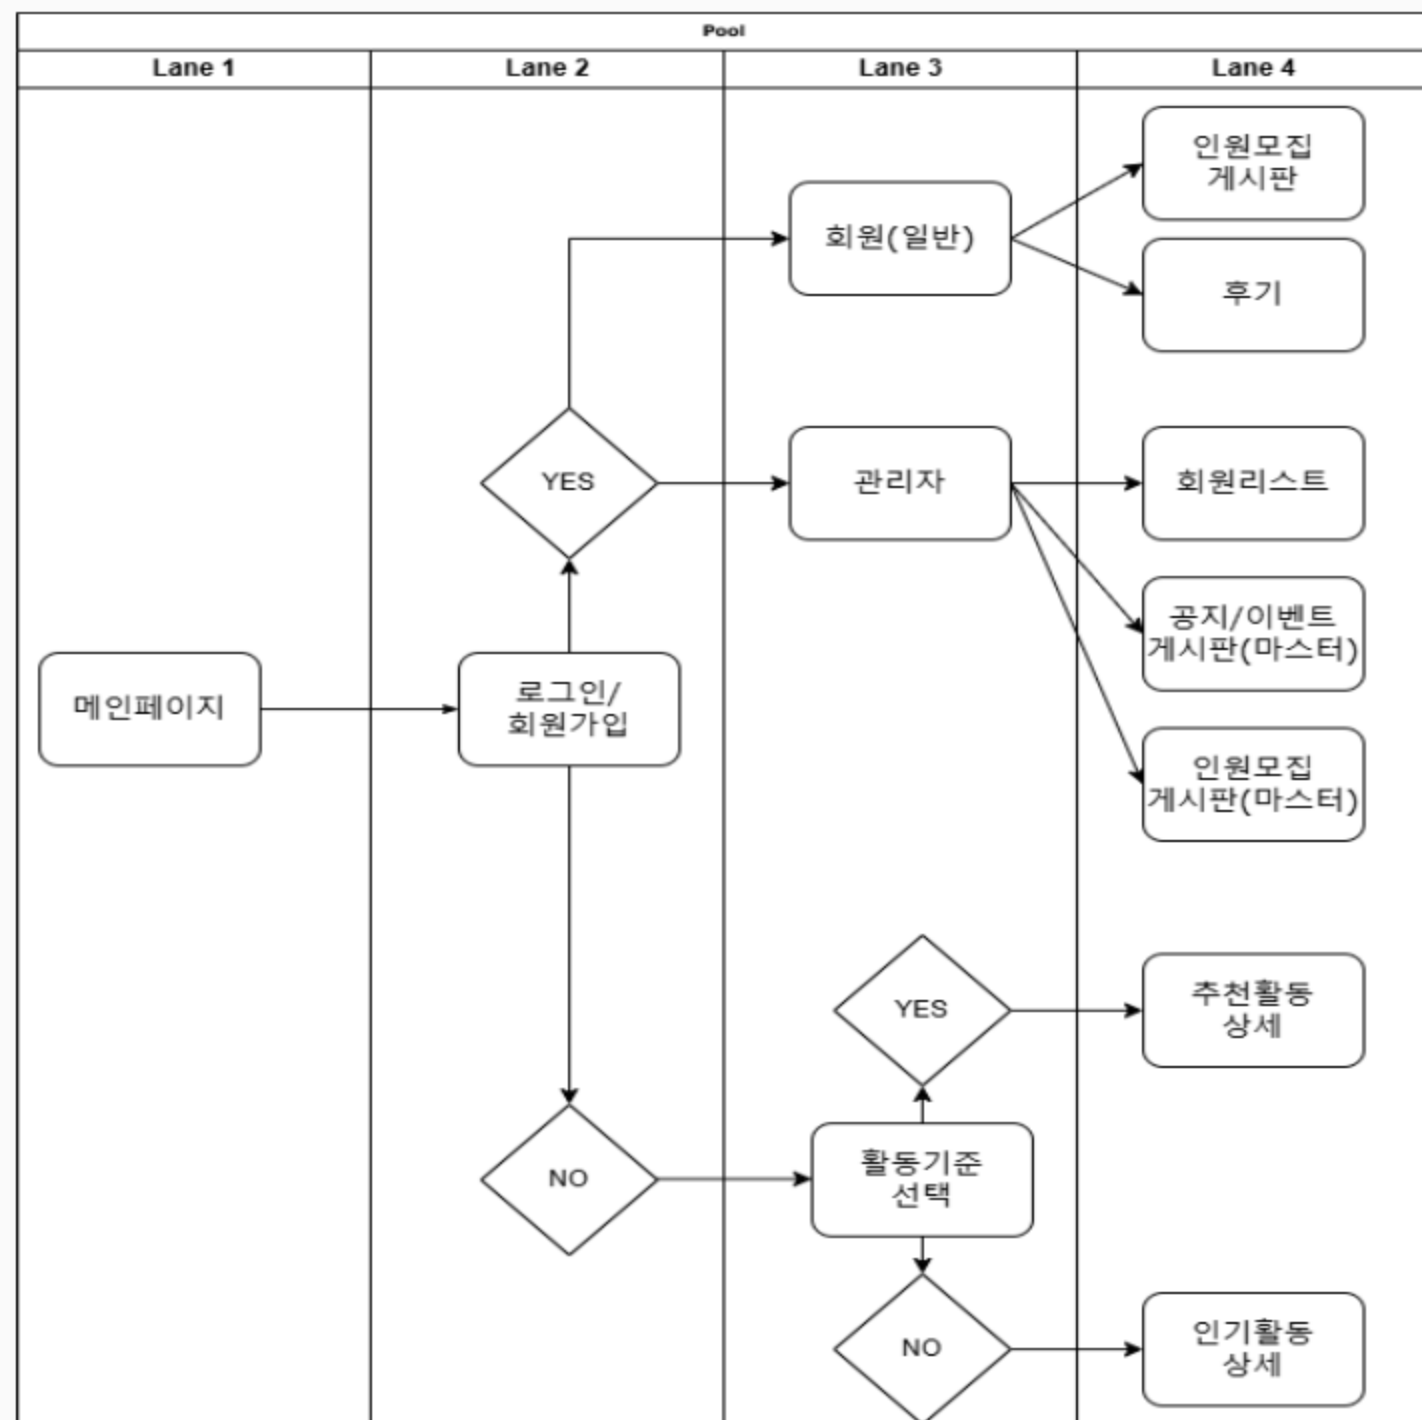 Pool
Lane 1
Lane 2
Lane 3
Lane 4
인원모집
게시판
회원(일반)
후기
YES
관리자
회원리스트
공지/이벤트
게시판(마스터)
메인페이지
로그인/
회원가입
인원모집
게시판(마스터)
YES
추천활동
상세
NO
활동기준
선택
NO
인기활동
상세